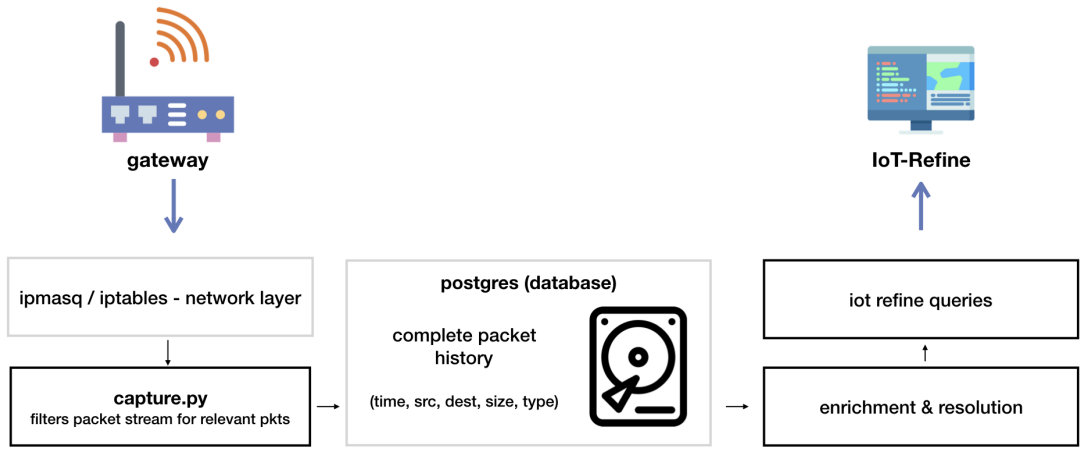 gateway
IoT-Refine
ipmasq / iptables - network layer
capture.py
filters packet stream for relevant pkts
postgres (database)
complete packet
history
(time, src, dest, size, type)
iot refine queries
enrichment & resolution